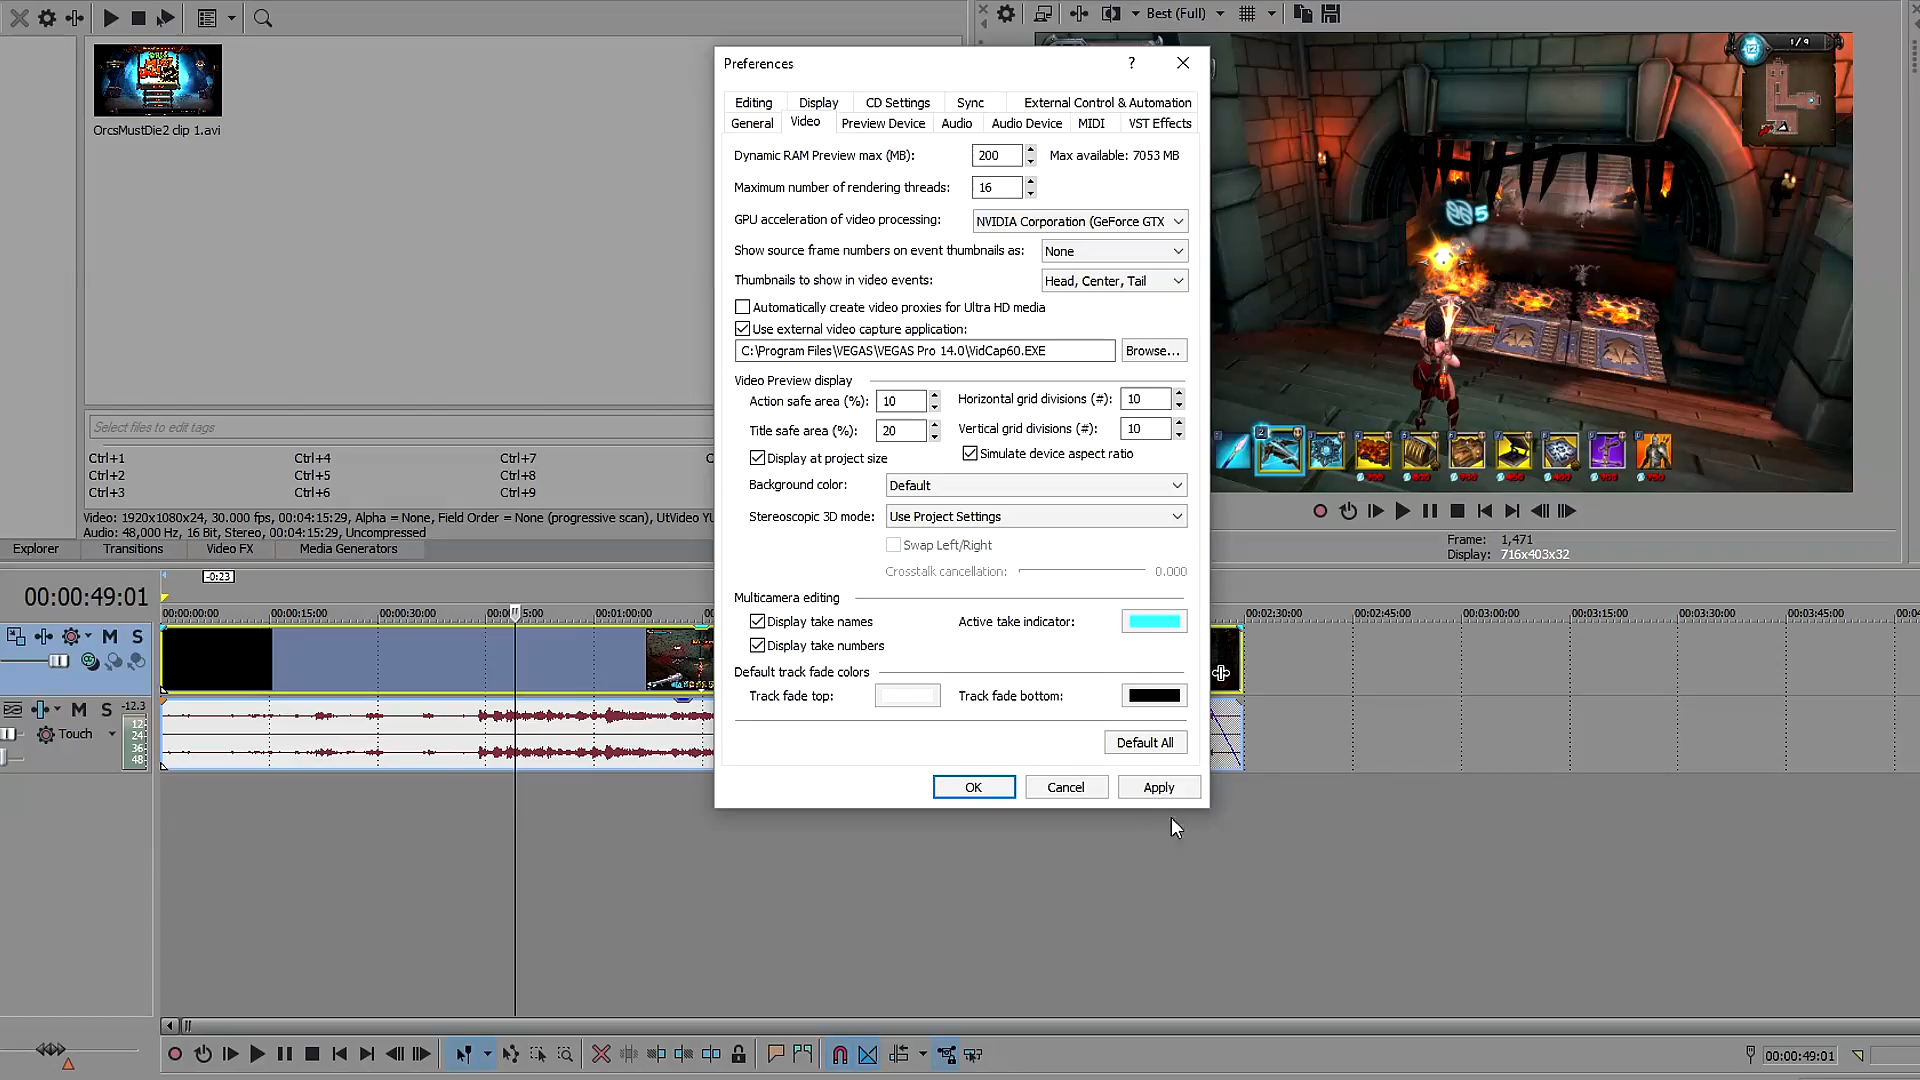 Best (Full)
OrcsMustDie2 clip 1.avi
Select files to edit tags
Ctrl+1 Ctrl+4 Ctrl+7 C
Ctrl+2 Ctrl+5 Ctrl+8
Ctrl+3 Ctrl+6 Ctrl+9
Video: 1920x1080x24, 30.000 fps, 00:04:15:29, Alpha = None, Field Order = None (progressive scan), UtVideo YU
Audio: 48,000 Hz, 16 Bit, Stereo, 00:04:15:29, Uncompressed
Explorer Transitions Video FX Media Generators
Preferences ?
Editing Display CD Settings Sync External Control & Automation
General Video Preview Device Audio Audio Device MIDI VST Effects
Dynamic RAM Preview max (MB): 200 Max available: 7053 MB
Maximum number of rendering threads: 16
GPU acceleration of video processing: NVIDIA Corporation (GeForce GTX
Show source frame numbers on event thumbnails as: None
Thumbnails to show in video events: Head, Center, Tail
Automatically create video proxies for Ultra HD media
Use external video capture application:
C:\Program Files\VEGAS\VEGAS Pro 14.0\VidCap60.EXE Browse...
Video Preview display
Action safe area (%): 10 Horizontal grid divisions (#): 10
Title safe area (%): 20 Vertical grid divisions (#): 10
Display at project size Simulate device aspect ratio
Background color: Default
Stereoscopic 3D mode: Use Project Settings
Swap Left/Right
Crosstalk cancellation: 0.000
Multicamera editing
Display take names Active take indicator:
Display take numbers
Default track fade colors
Track fade top: Track fade bottom:
Default All
OK Cancel Apply
12 1/9
5
Frame: 1,471
Display: 716x403x32
-0:23
00:00:49:01
00:00:00:00 00:00:15:00 00:00:30:00 00:00 5:00 00:01:00:00 00:02:30:00 00:02:45:00 00:03:00:00 00:03:15:00 00:03:30:00 00:03:45:00 00:04
M S
M S -12.3
12
24
Touch
36
48
00:00:49:01